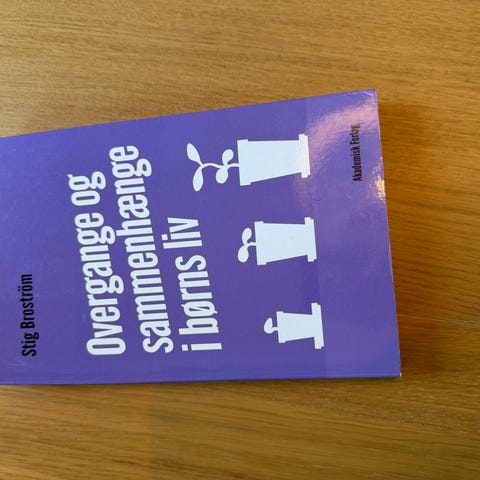 Stig Broström
Overgange og
sammenhænge
i børns liv
Akademisk Forlag